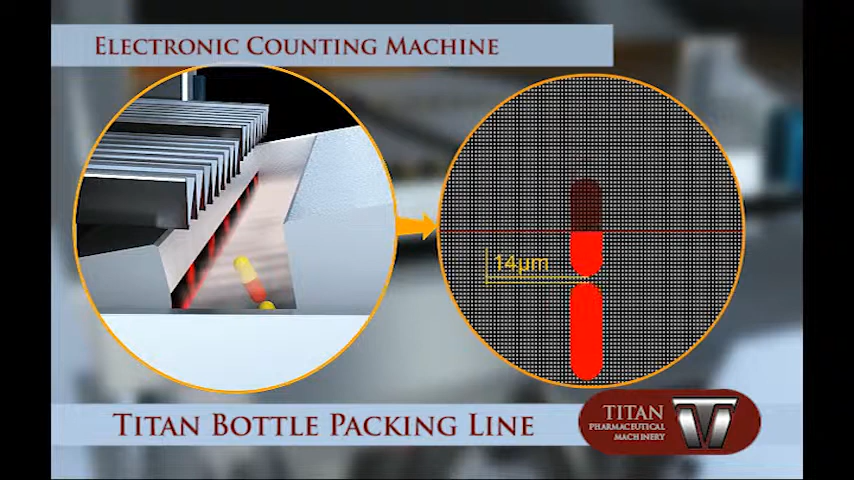 Electronic Counting Machine
14µm
Titan Bottle Packing Line
TITAN
PHARMACEUTICAL
MACHINERY